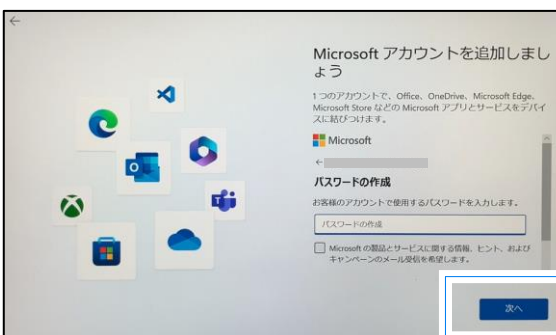 Microsoft アカウントを追加しまし
ょう
1 つのアカウントで、Office、OneDrive、Microsoft Edge、
Microsoft Store などの Microsoft アプリとサービスをデバイ
スに結びつけます。
Microsoft
パスワードの作成
お客様のアカウントで使用するパスワードを入力します。
パスワードの作成
Microsoft の製品とサービスに関する情報、ヒント、および
キャンペーンのメール受信を希望します。
次へ